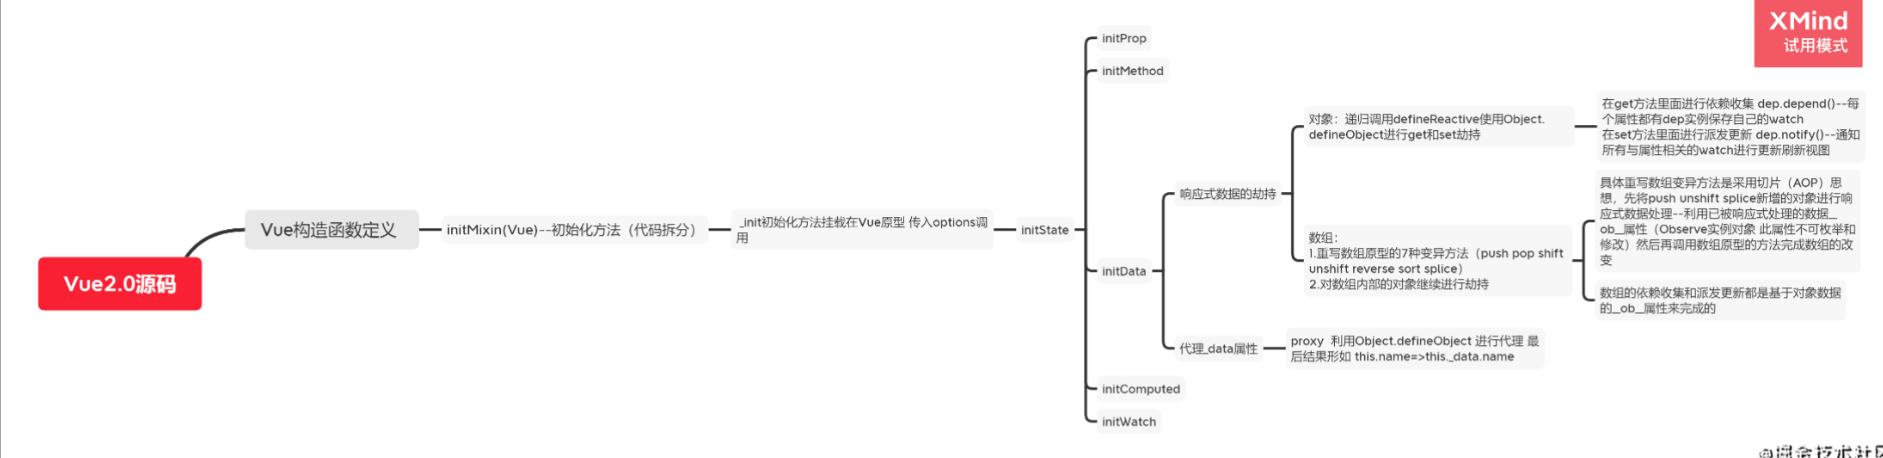 XMind
试用模式
Vue2.0源码
Vue构造函数定义
initMixin(Vue)--初始化方法（代码拆分）
_init初始化方法挂载在Vue原型 传入options调
用
initState
initProp
initMethod
initData
响应式数据的劫持
对象：递归调用defineReactive使用Object.
defineObject进行get和set劫持
在get方法里面进行依赖收集 dep.depend()--每
个属性都有dep实例保存自己的watch
在set方法里面进行派发更新 dep.notify()--通知
所有与属性相关的watch进行更新刷新视图
数组：
1.重写数组原型的7种变异方法（push pop shift
unshift reverse sort splice）
2.对数组内部的对象继续进行劫持
具体重写数组变异方法是采用切片（AOP）思
想，先将push unshift splice新增的对象进行响
应式数据处理--利用已被响应式处理的数据__
ob__属性（Observe实例对象 此属性不可枚举和
修改）然后再调用数组原型的方法完成数组的改
变
数组的依赖收集和派发更新都是基于对象数据
的__ob__属性来完成的
代理_data属性
proxy 利用Object.defineObject 进行代理 最
后结果形如 this.name=>this._data.name
initComputed
initWatch
@掘金技术社区